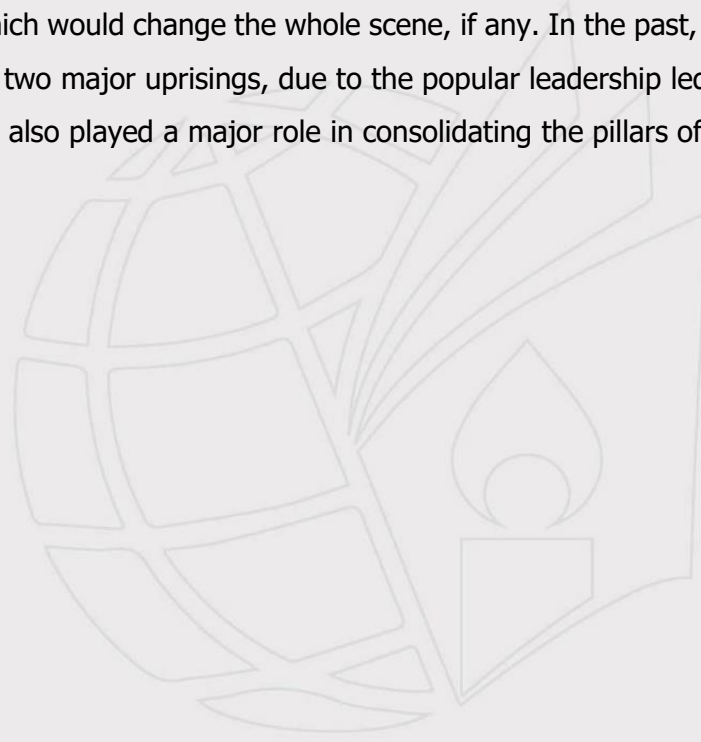 which would change the whole scene, if any. In the past,
two major uprisings, due to the popular leadership led
also played a major role in consolidating the pillars of